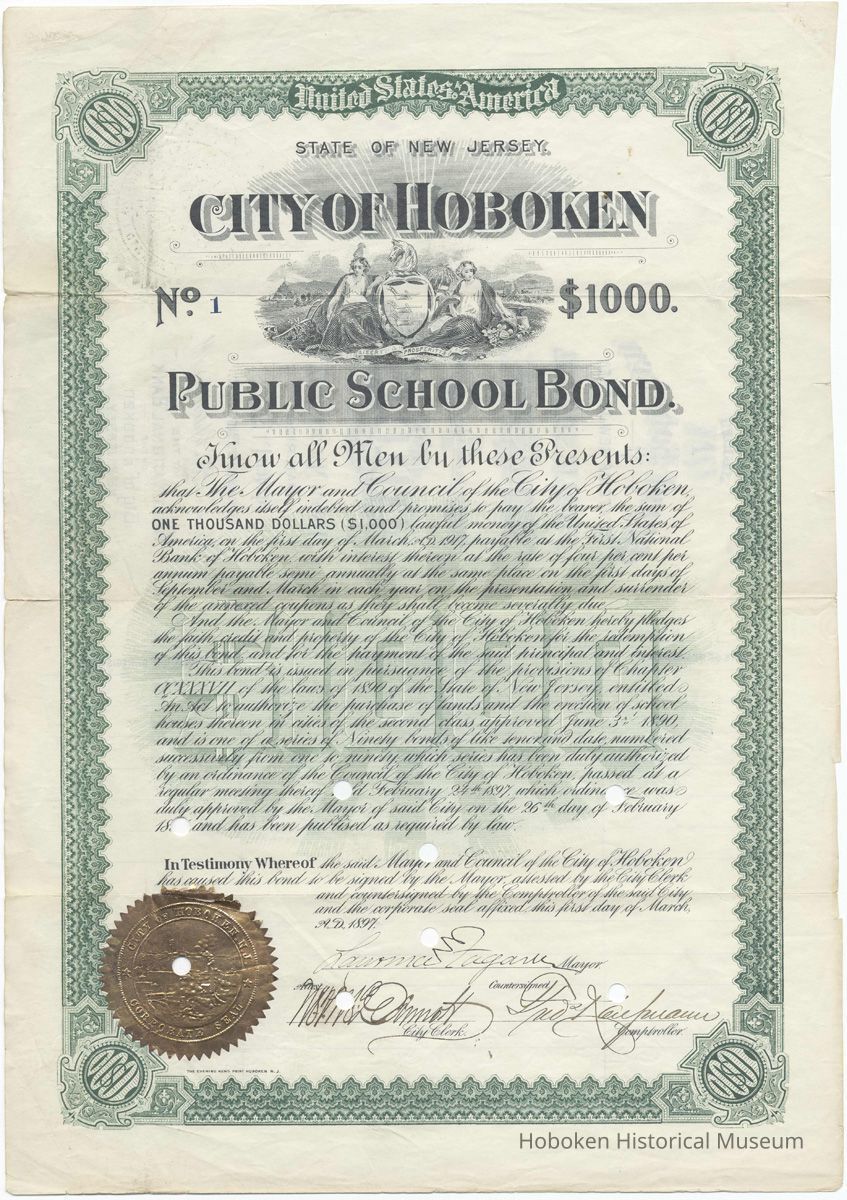 United States America
1000 1000
STATE OF NEW JERSEY.
CITY OF HOBOKEN
No. 1 $1000.
LIBERTY & PROSPERITY
PUBLIC SCHOOL BOND.
Know all Men by these Presents:
that The Mayor and Council of the City of Hoboken,
acknowledges itself indebted and promises to pay the bearer, the sum of
ONE THOUSAND DOLLARS ($1,000) lawful money of the United States of
America, on the first day of March, A.D. 1917, payable at the First National
Bank of Hoboken, with interest thereon at the rate of four per cent per
annum payable semi annually at the same place on the first days of
September and March in each year on the presentation and surrender
of the annexed coupons as they shall become severally due.
And the Mayor and Council of the City of Hoboken hereby pledges
the faith, credit and property of the City of Hoboken for the redemption
of this bond, and for the payment of the said principal and interest.
This bond is issued in pursuance of the provisions of Chapter
CCXXXVII of the laws of 1890 of the State of New Jersey, entitled
An Act to authorize the purchase of lands and the erection of school
houses thereon in cities of the second class approved June 3rd 1890,
and is one of a series of Ninety bonds of like tenor and date, numbered
successively from one to ninety which series has been duly authorized
by an ordinance of the Council of the City of Hoboken, passed at a
regular meeting thereof February 24th 1897, which ordinance was
duly approved by the Mayor of said City on the 26th day of February
18 and has been publised as required by law.
In Testimony Whereof the said: Mayor and Council of the City of Hoboken
has caused this bond to be signed by the Mayor, attested by the City Clerk
and countersigned by the Comptroller of the said City
and the corporate seal affixed, this first day of March,
A.D. 1897.
CITY OF HOBOKEN N.J.
CORPORATE SEAL
Lawrence Fagan Mayor.
Attest Countersigned
City Clerk. Comptroller.
THE EVENING NEWS PRINT HOBOKEN N.J.
1000 1000
Hoboken Historical Museum